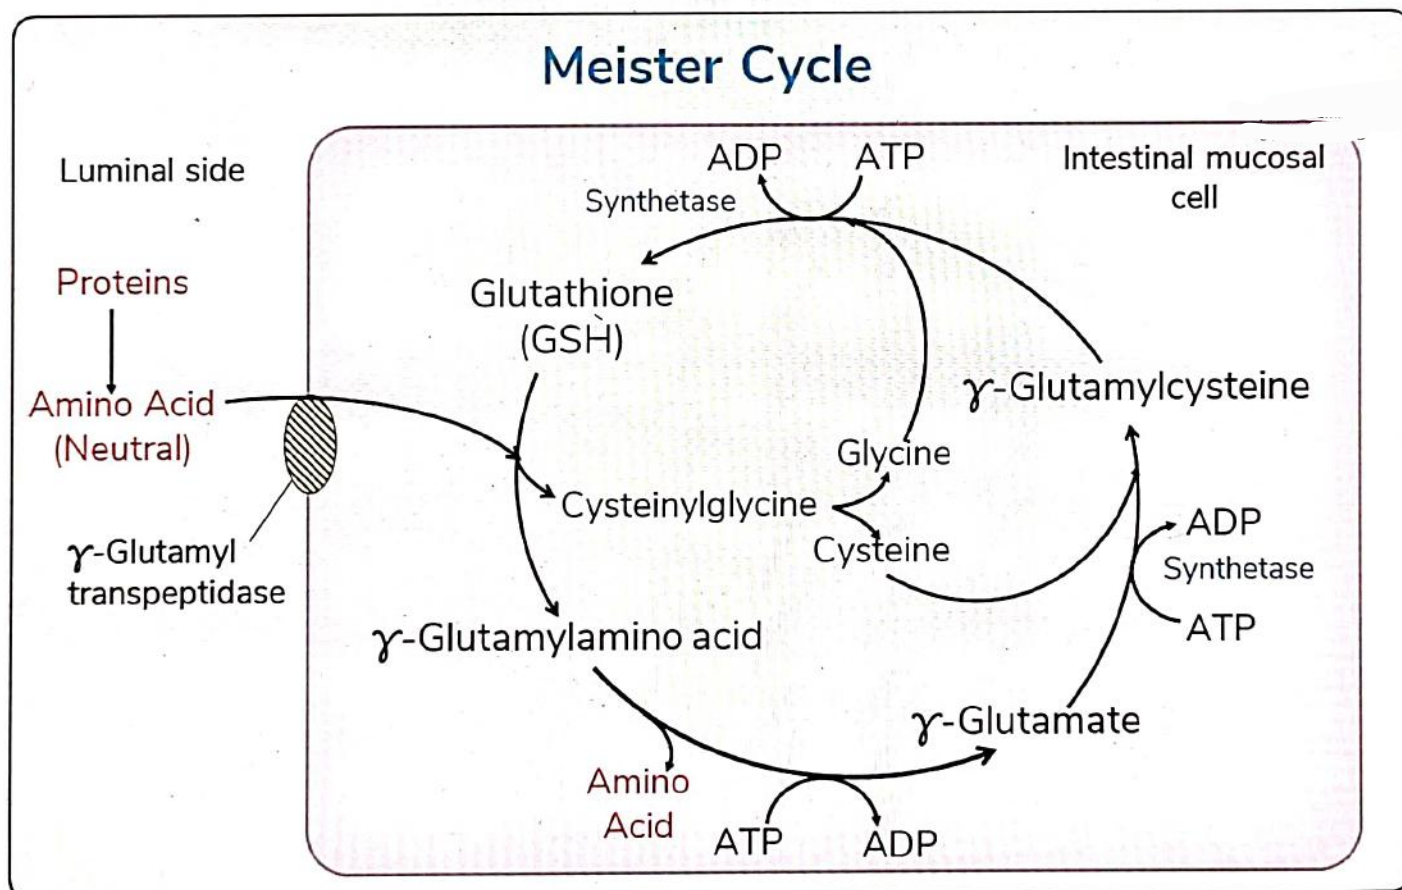 Meister Cycle
Luminal side
Intestinal mucosal
cell
ADP
ATP
Synthetase
Proteins
Glutathione
(GSH)
Amino Acid
(Neutral)
γ-Glutamylcysteine
Glycine
Cysteinylglycine
Cysteine
ADP
Synthetase
ATP
γ-Glutamyl
transpeptidase
γ-Glutamylamino acid
γ-Glutamate
Amino
Acid
ATP
ADP